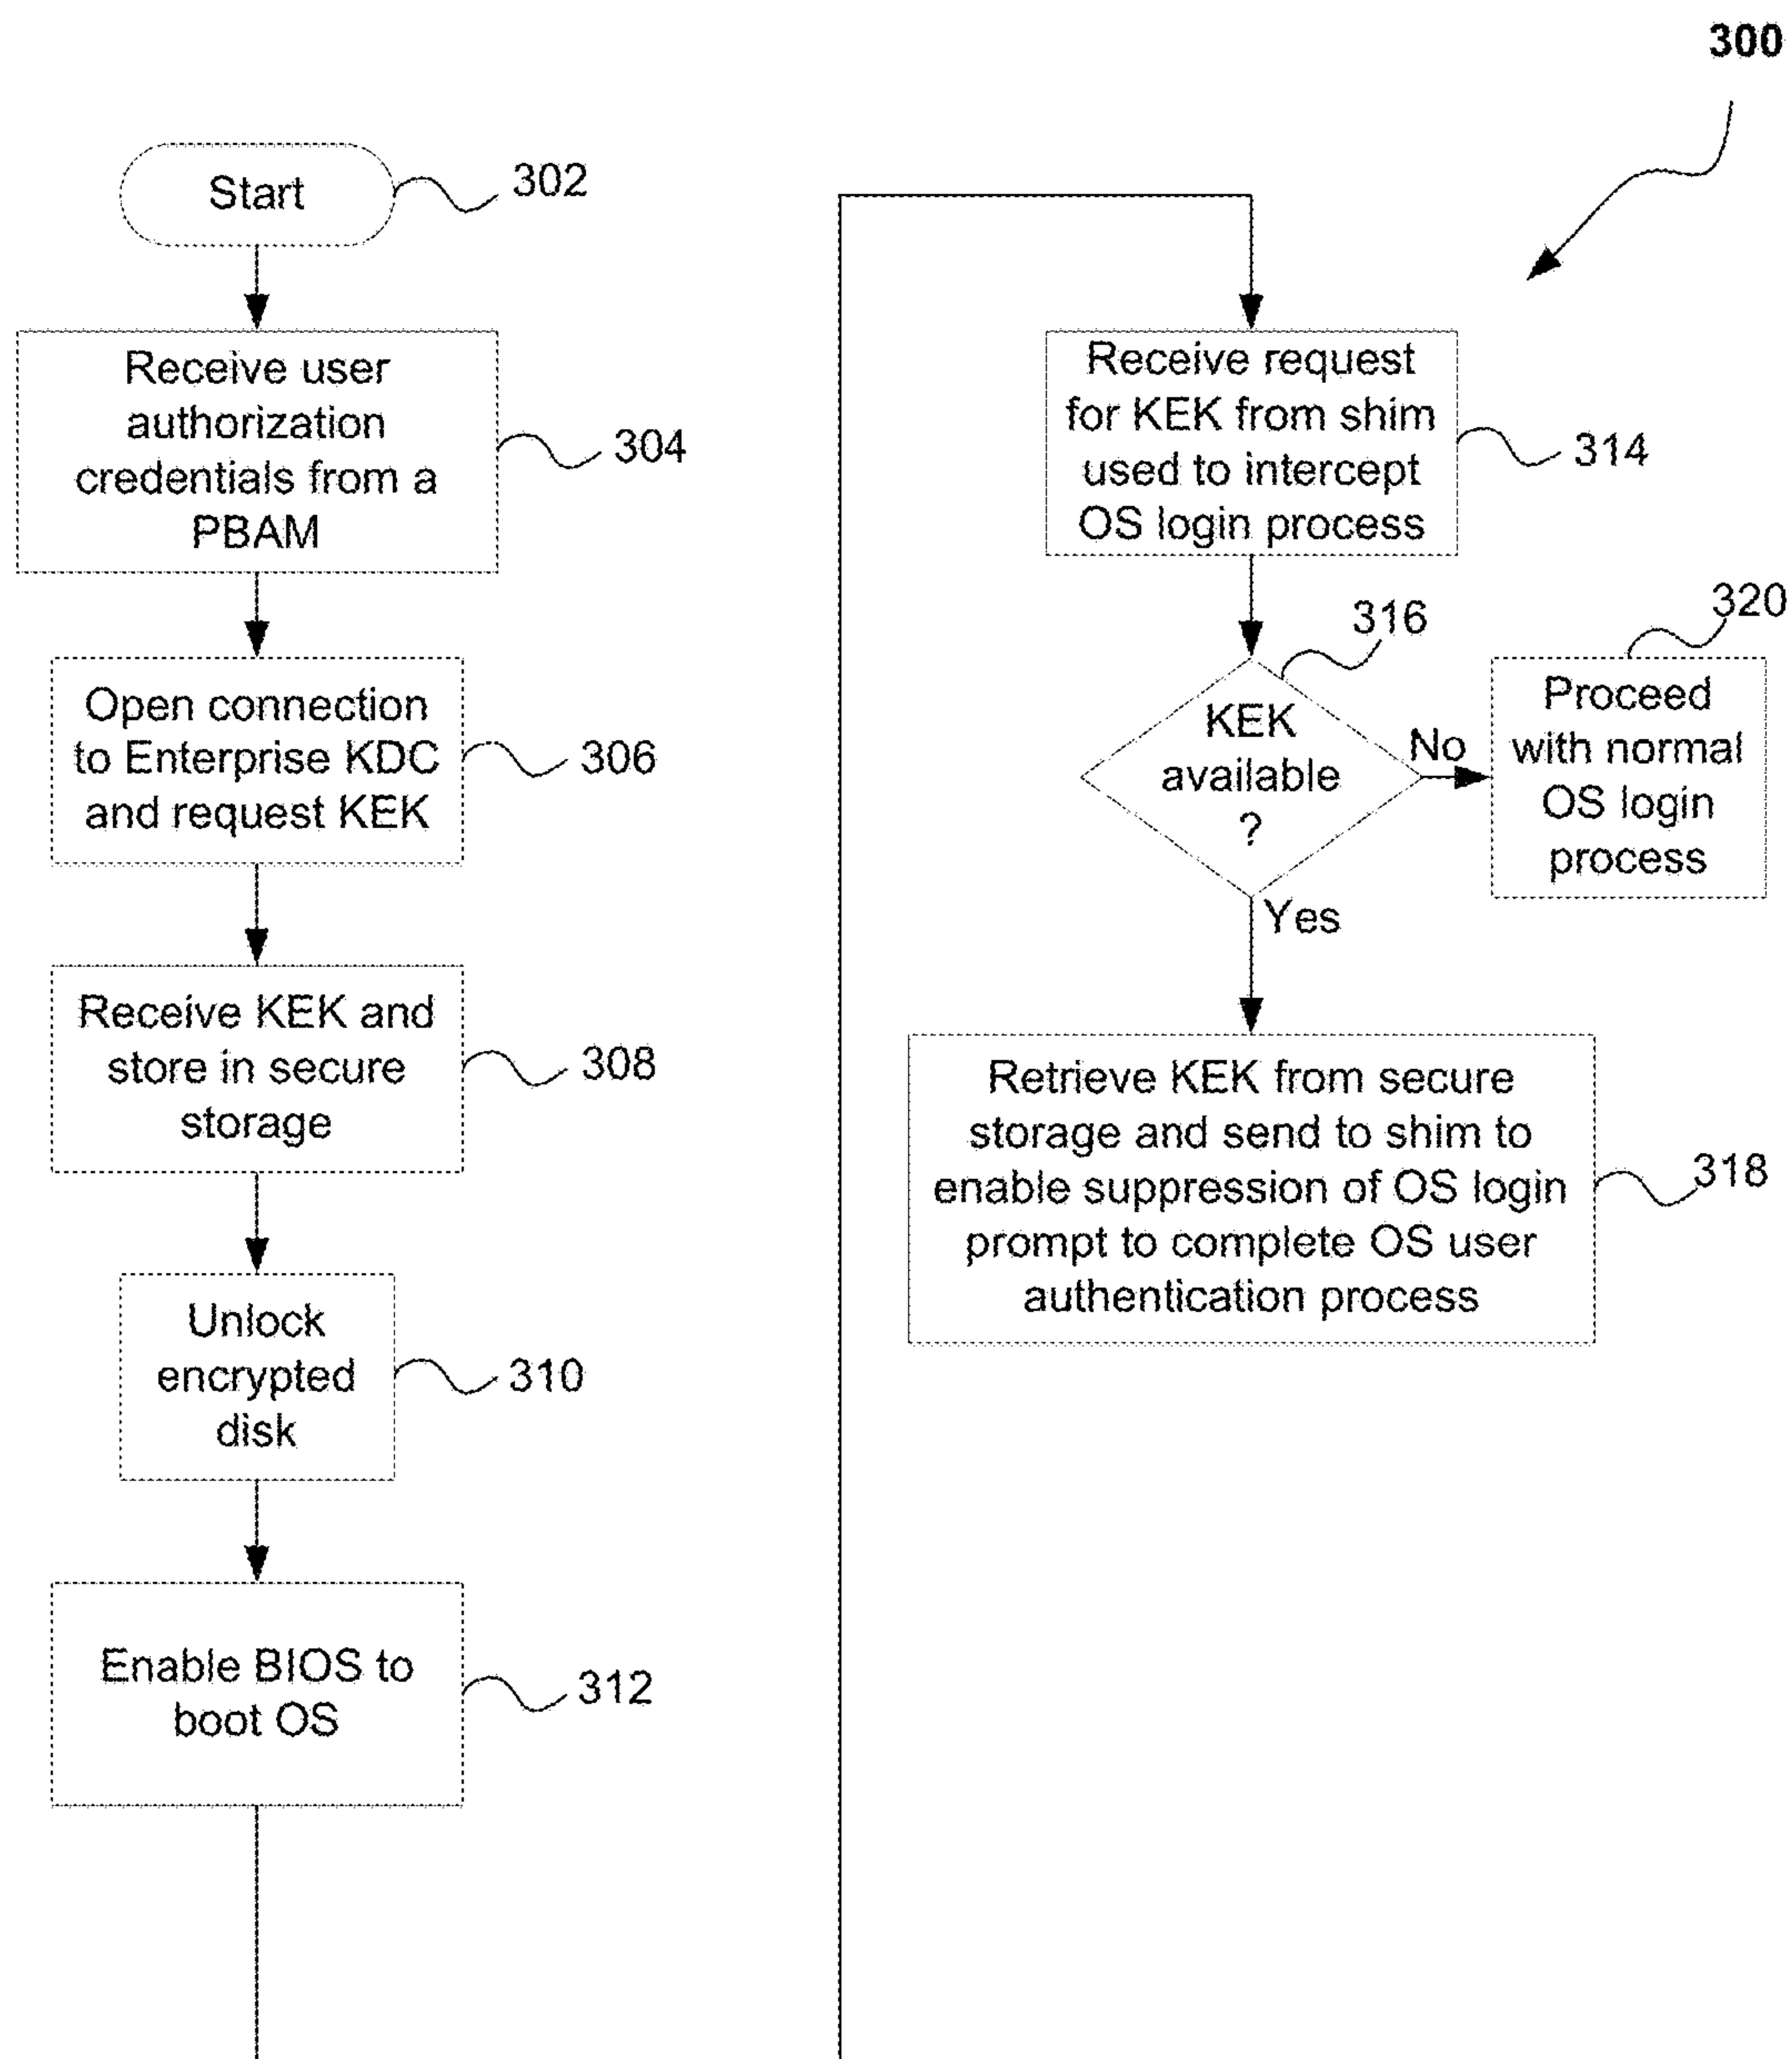 300
Start
302
Receive user
authorization
credentials from a
PBAM
304
Open connection
to Enterprise KDC
and request KEK
306
Receive KEK and
store in secure
storage
308
Unlock
encrypted
disk
310
Enable BIOS to
boot OS
312
Receive request
for KEK from shim
used to intercept
OS login process
314
316
KEK
available
?
No
Yes
320
Proceed
with normal
OS login
process
Retrieve KEK from secure
storage and send to shim to
enable suppression of OS login
prompt to complete OS user
authentication process
318